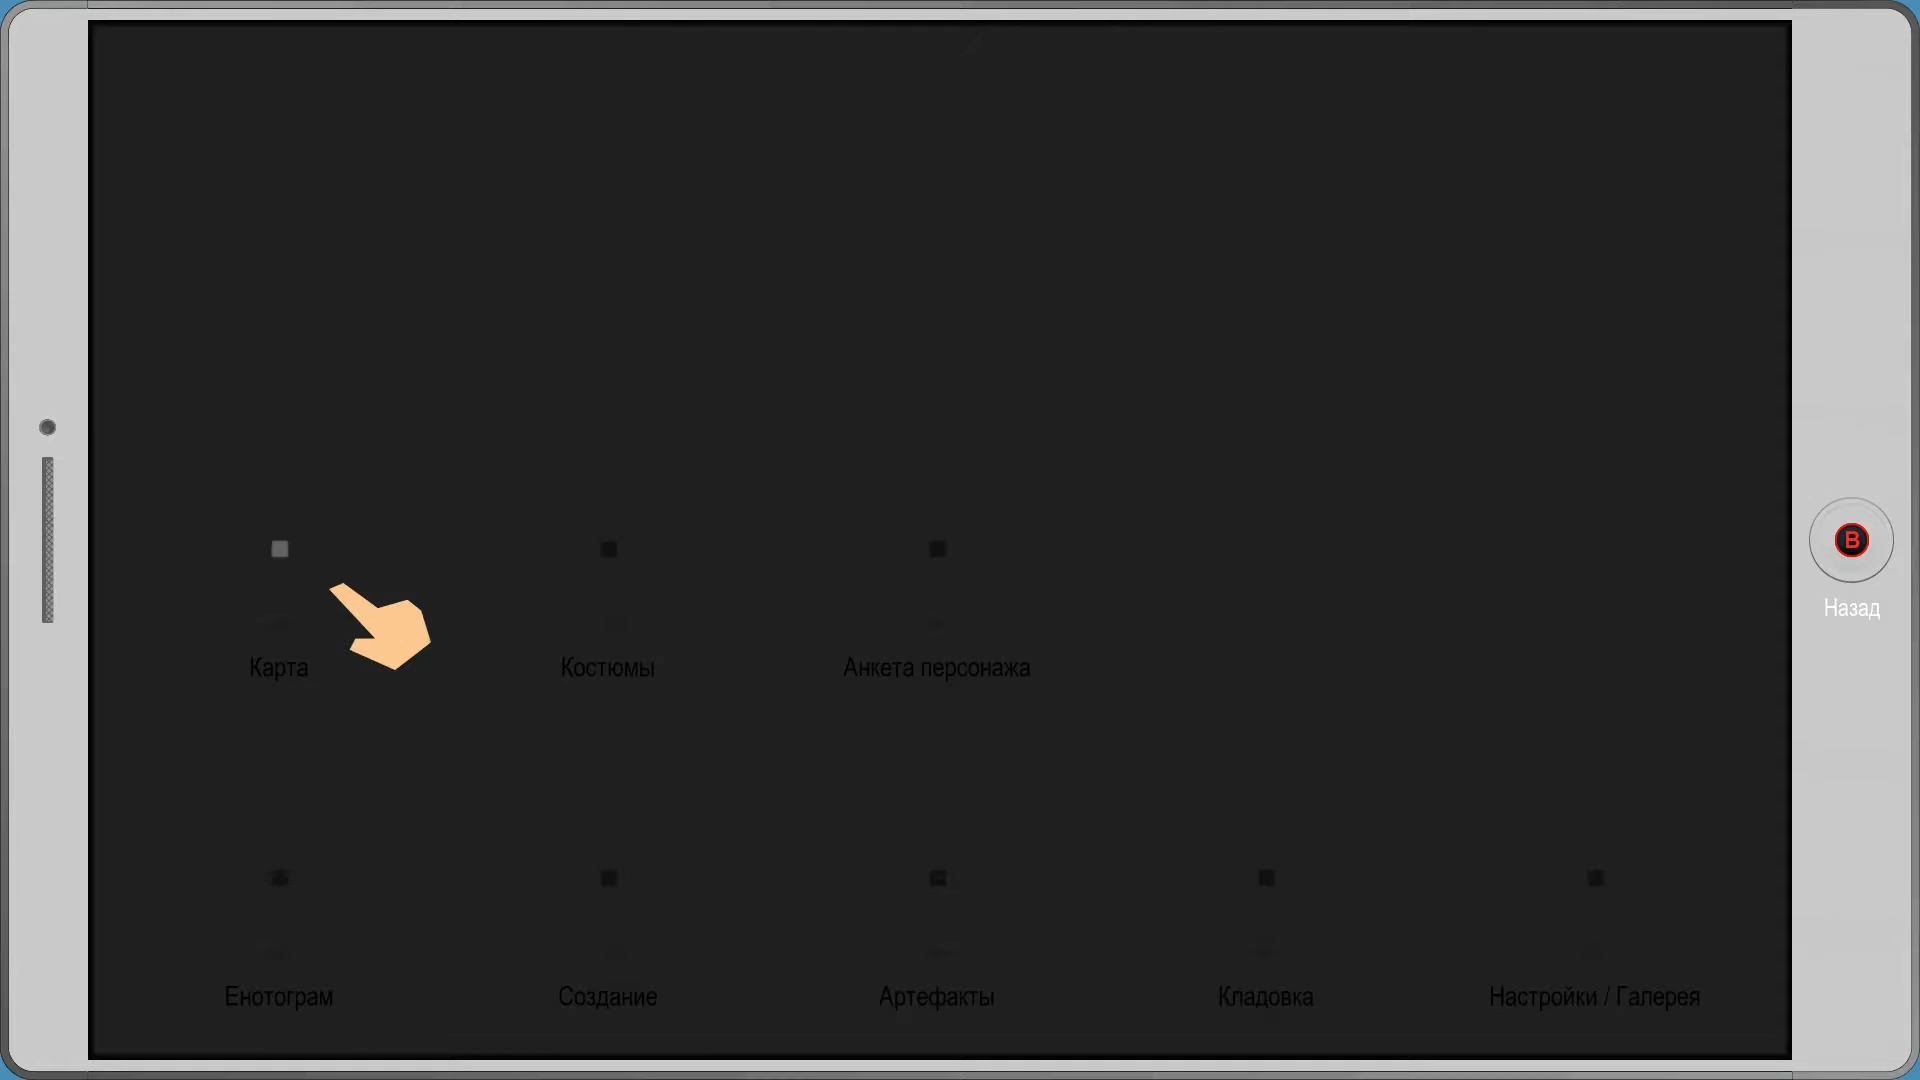 B
Назад
Карта
Костюмы
Анкета персонажа
Енотограм
Создание
Артефакты
Кладовка
Настройки / Галерея